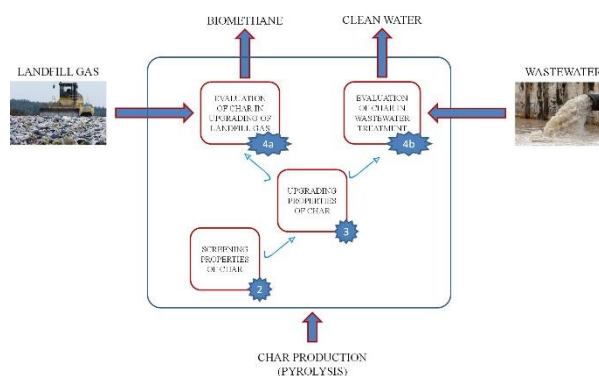 BIOMETHANE
CLEAN WATER
LANDFILL GAS
WASTEWATER
EVALUATION
OF CHAR IN
UPGRADING OF
LANDFILL GAS
4a
EVALUATION
OF CHAR IN
WASTEWATER
TREATMENT
4b
UPGRADING
PROPERTIES
OF CHAR
3
SCREENING
PROPERTIES
OF CHAR
2
CHAR PRODUCTION
(PYROLYSIS)